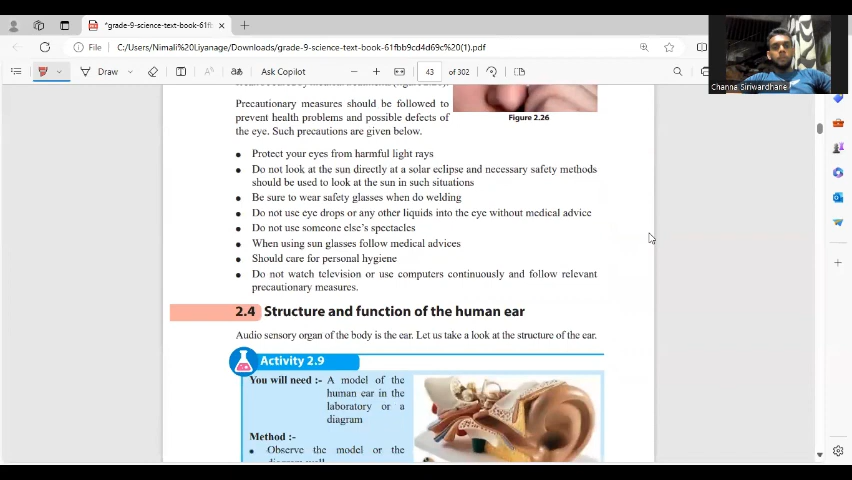 *grade-9-science-text-book-61fl
File
C:/Users/Nimali%20Liyanage/Downloads/grade-9-science-text-book-61fbb9cd4d69c%20(1).pdf
Draw
Ask Copilot
43 of 302
Channa Siriwardhane
Figure 2.26
Precautionary measures should be followed to
prevent health problems and possible defects of
the eye. Such precautions are given below.
● Protect your eyes from harmful light rays
● Do not look at the sun directly at a solar eclipse and necessary safety methods
should be used to look at the sun in such situations
● Be sure to wear safety glasses when do welding
● Do not use eye drops or any other liquids into the eye without medical advice
● Do not use someone else's spectacles
● When using sun glasses follow medical advices
● Should care for personal hygiene
● Do not watch television or use computers continuously and follow relevant
precautionary measures.
2.4 Structure and function of the human ear
Audio sensory organ of the body is the ear. Let us take a look at the structure of the ear.
Activity 2.9
You will need :- A model of the
human ear in the
laboratory or a
diagram
Method :-
● Observe the model or the